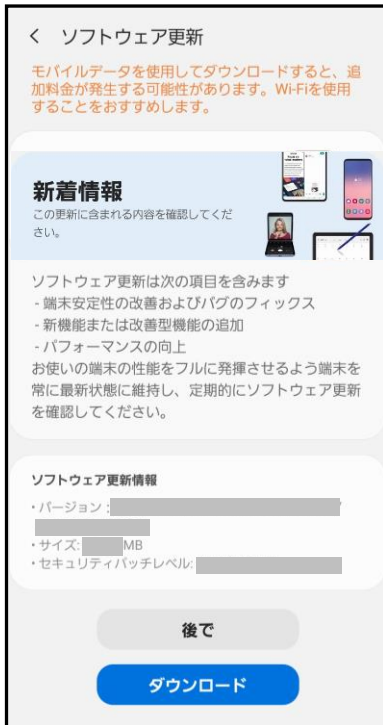 ソフトウェア更新
モバイルデータを使用してダウンロードすると、追
加料金が発生する可能性があります。Wi-Fiを使用
することをおすすめします。
新着情報
この更新に含まれる内容を確認してくだ
さい。
ソフトウェア更新は次の項目を含みます
- 端末安定性の改善およびバグのフィックス
- 新機能または改善型機能の追加
- パフォーマンスの向上
お使いの端末の性能をフルに発揮させるよう端末を
常に最新状態に維持し、定期的にソフトウェア更新
を確認してください。
ソフトウェア更新情報
・バージョン :
・サイズ: MB
・セキュリティパッチレベル:
後で
ダウンロード